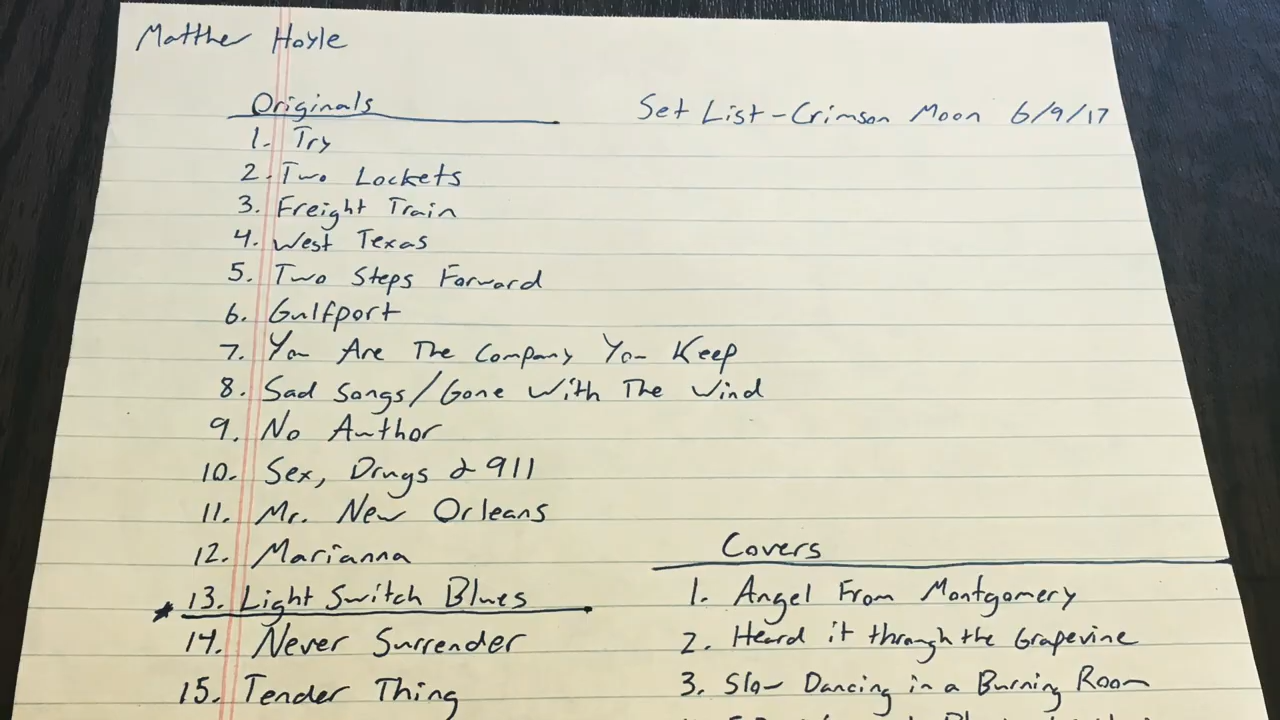 Matther Hoyle
Originals
Set List - Crimson Moon 6/9/17
1. Try
2. Two Lockets
3. Freight Train
4. West Texas
5. Two Steps Forward
6. Gulfport
7. You Are The Company You Keep
8. Sad Songs/Gone With The Wind
9. No Author
10. Sex, Drugs & 911
11. Mr. New Orleans
12. Marianna
* 13. Light Switch Blues
14. Never Surrender
15. Tender Thing
Covers
1. Angel From Montgomery
2. Heard it through the Grapevine
3. Slow Dancing in a Burning Room